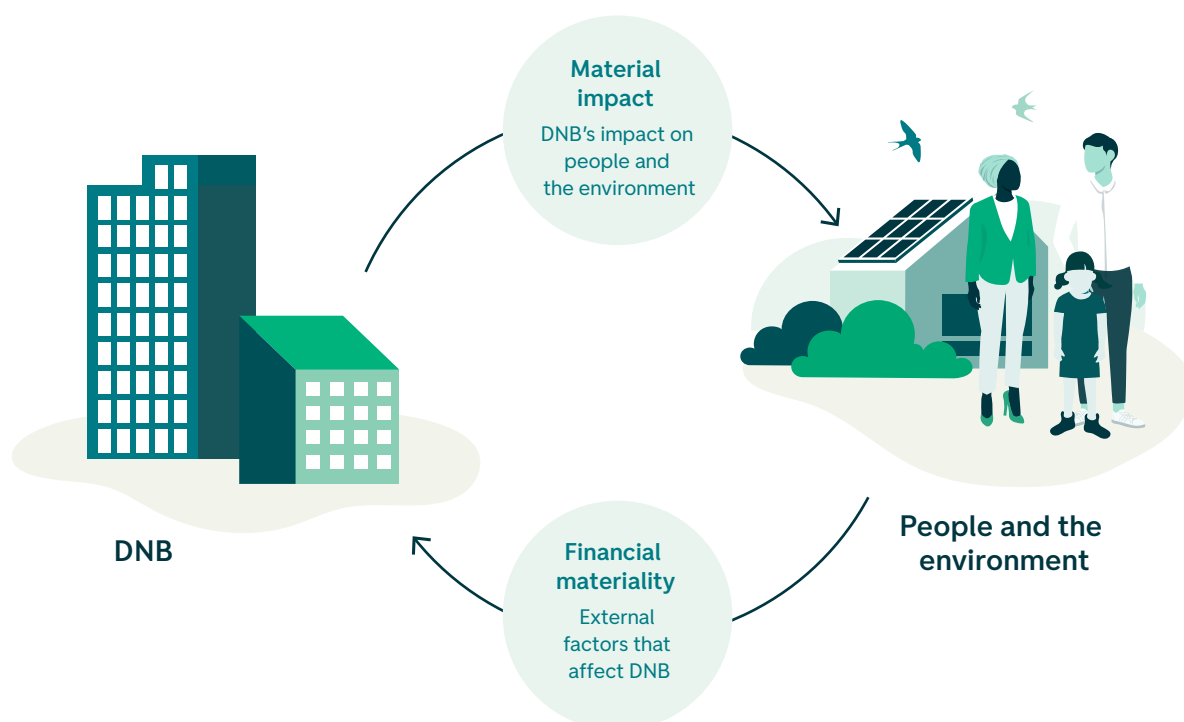 Material
impact
DNB's impact on
people and
the environment
DNB
People and the
environment
Financial
materiality
External
factors that
affect DNB